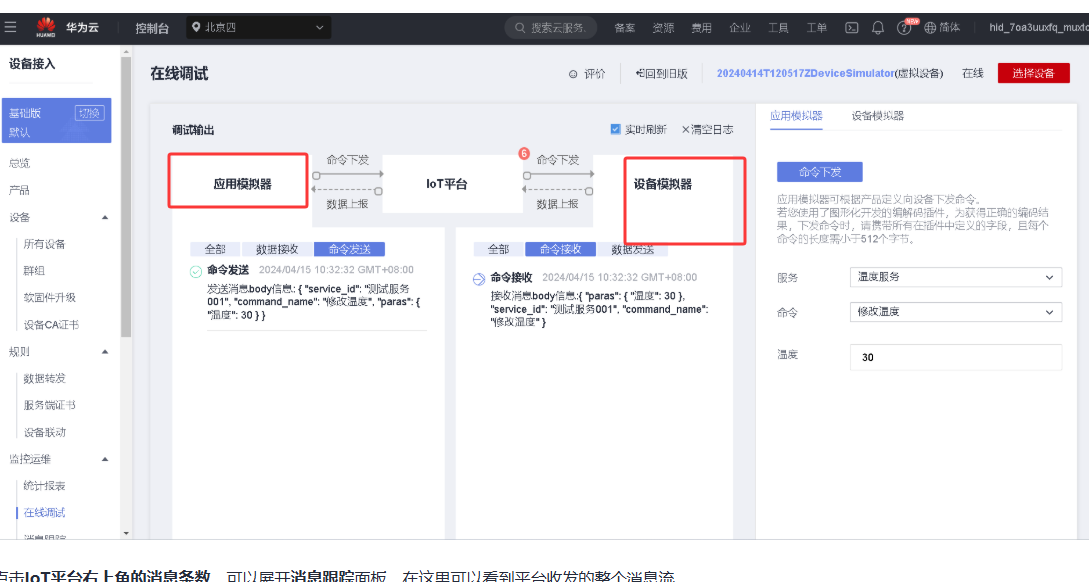 HUAWEI
华为云
控制台
北京四
搜索云服务.
备案
资源
费用
企业
工具
工单
NEW
简体
设备接入
基础版
切换
默认
总览
产品
设备
所有设备
群组
软固件升级
设备CA证书
规则
数据转发
服务端证书
设备联动
监控运维
统计报表
在线调试
消息跟踪
在线调试
评价
回到旧版
20240414T120517ZDeviceSimulator(虚拟设备)
在线
选择设备
调试输出
实时刷新
×清空日志
应用模拟器
命令下发
数据上报
IoT平台
6
命令下发
数据上报
设备模拟器
全部
数据接收
命令发送
命令发送 2024/04/15 10:32:32 GMT+08:00
发送消息body信息:{ "service_id": "测试服务
001", "command_name": "修改温度", "paras": {
"温度": 30 } }
全部
命令接收
数据发送
命令接收 2024/04/15 10:32:32 GMT+08:00
接收消息body信息:{ "paras": { "温度": 30 },
"service_id": "测试服务001", "command_name":
"修改温度" }
应用模拟器
设备模拟器
命令下发
应用模拟器可根据产品定义向设备下发命令。
若您使用了图形化开发的编解码插件，为获得正确的编码结
果，下发命令时，请携带所有在插件中定义的字段，且每个
命令的长度需小于512个字节。
服务
温度服务
命令
修改温度
温度
30
点击IoT平台右上角的消息条数，可以展开消息跟踪面板，在这里可以看到平台收发的整个消息流